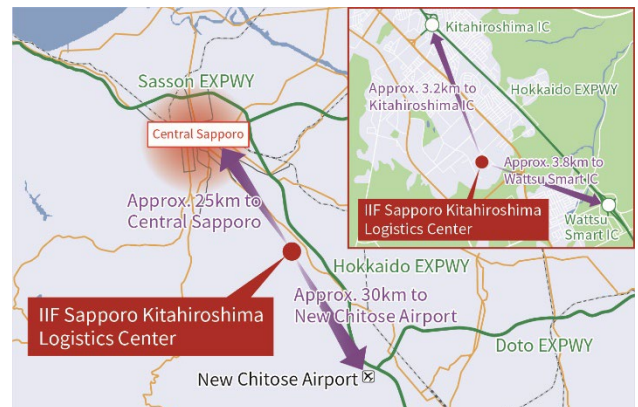 Sasson EXPWY
Central Sapporo
Approx. 25km to
Central Sapporo
Hokkaido EXPWY
IIF Sapporo Kitahiroshima
Logistics Center
Approx. 30km to
New Chitose Airport
Doto EXPWY
New Chitose Airport
Kitahiroshima IC
Approx. 3.2km to
Kitahiroshima IC
Hokkaido EXPWY
Approx. 3.8km to
Wattsu Smart IC
IIF Sapporo Kitahiroshima
Logistics Center
Wattsu
Smart IC